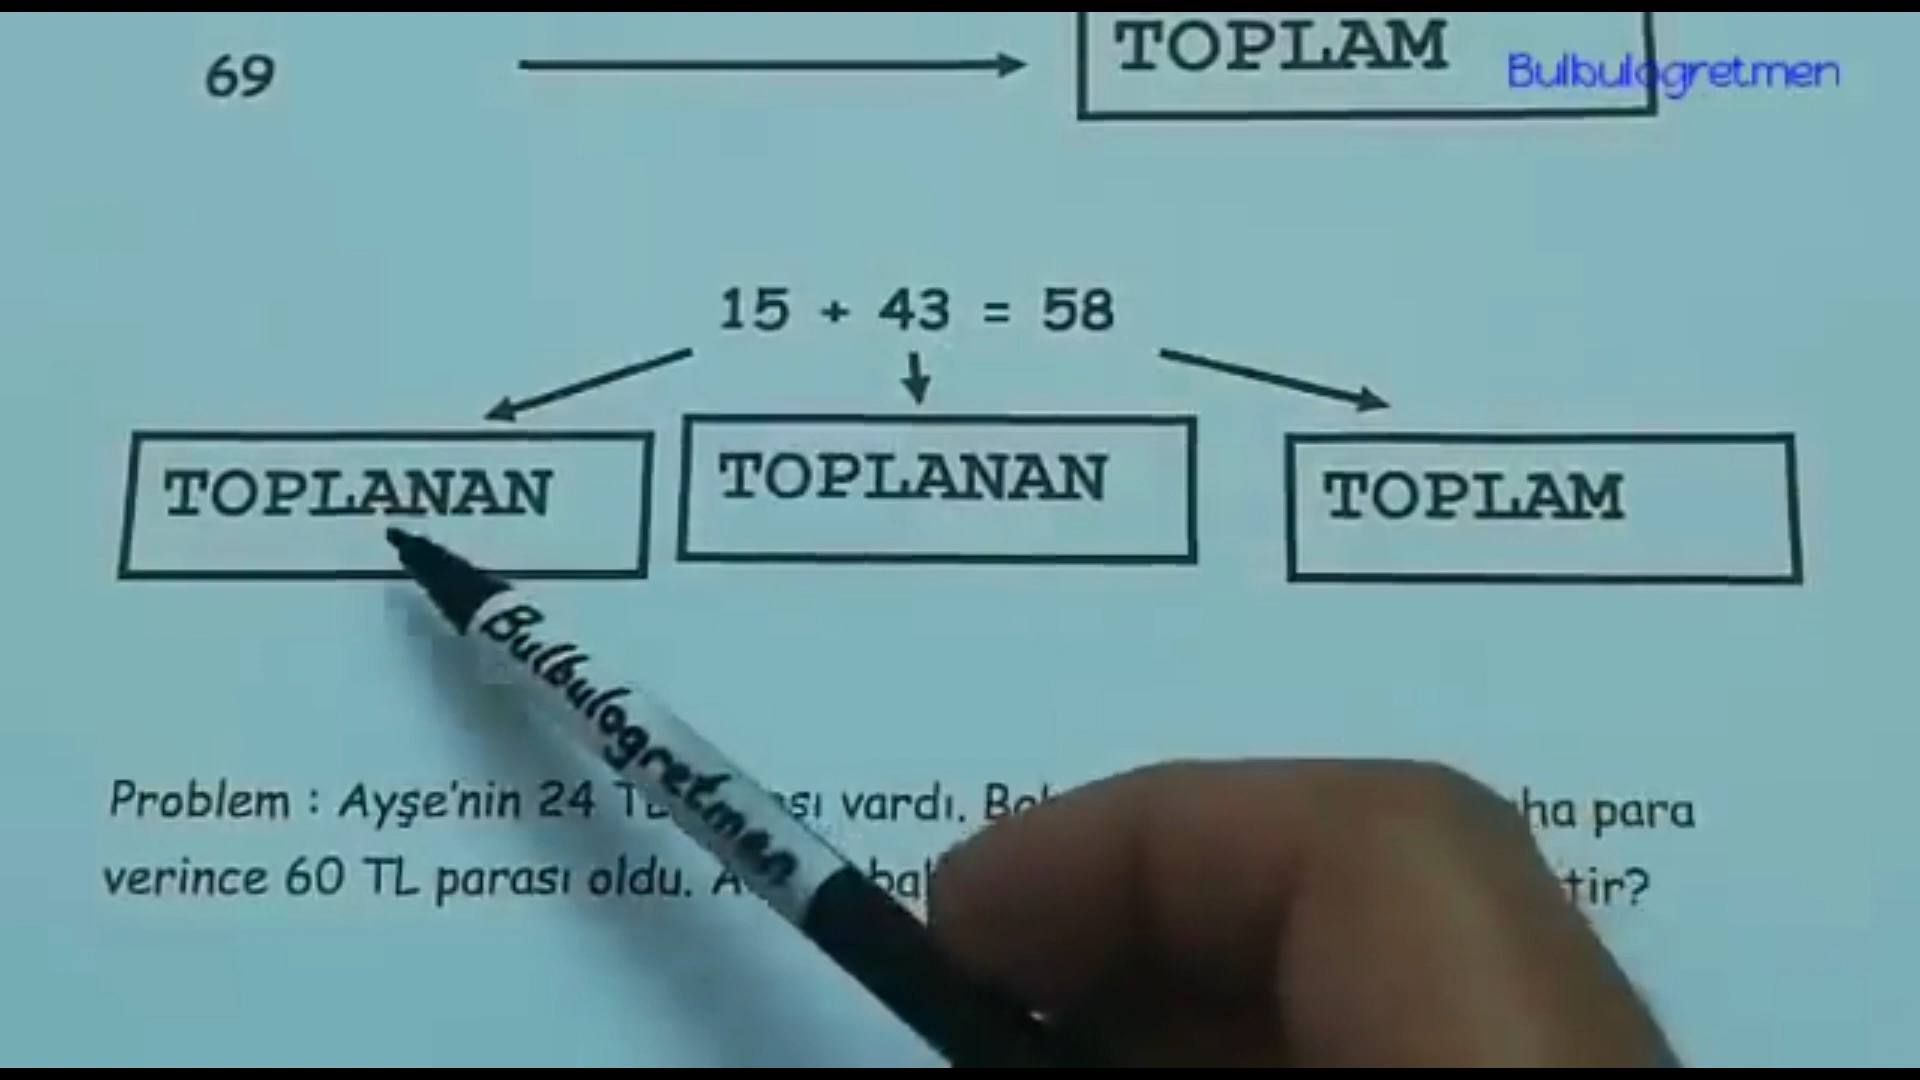 69
TOPLAM
Bulbulogretmen
15 + 43 = 58
TOPLANAN
TOPLANAN
TOPLAM
Bulbulogretmen
Problem : Ayşe'nin 24 vardı. para
verince 60 TL parası oldu.